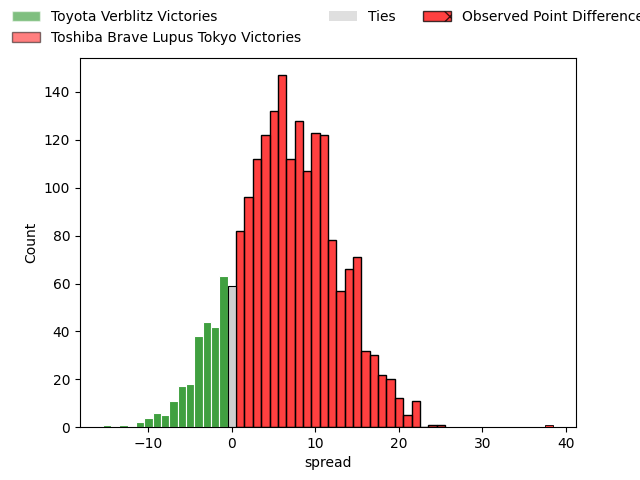 Toyota Verblitz Victories
Toshiba Brave Lupus Tokyo Victories
Ties
Observed Point Difference
140
120
100
80
60
40
20
0
Count
−10
0
10
20
30
40
spread